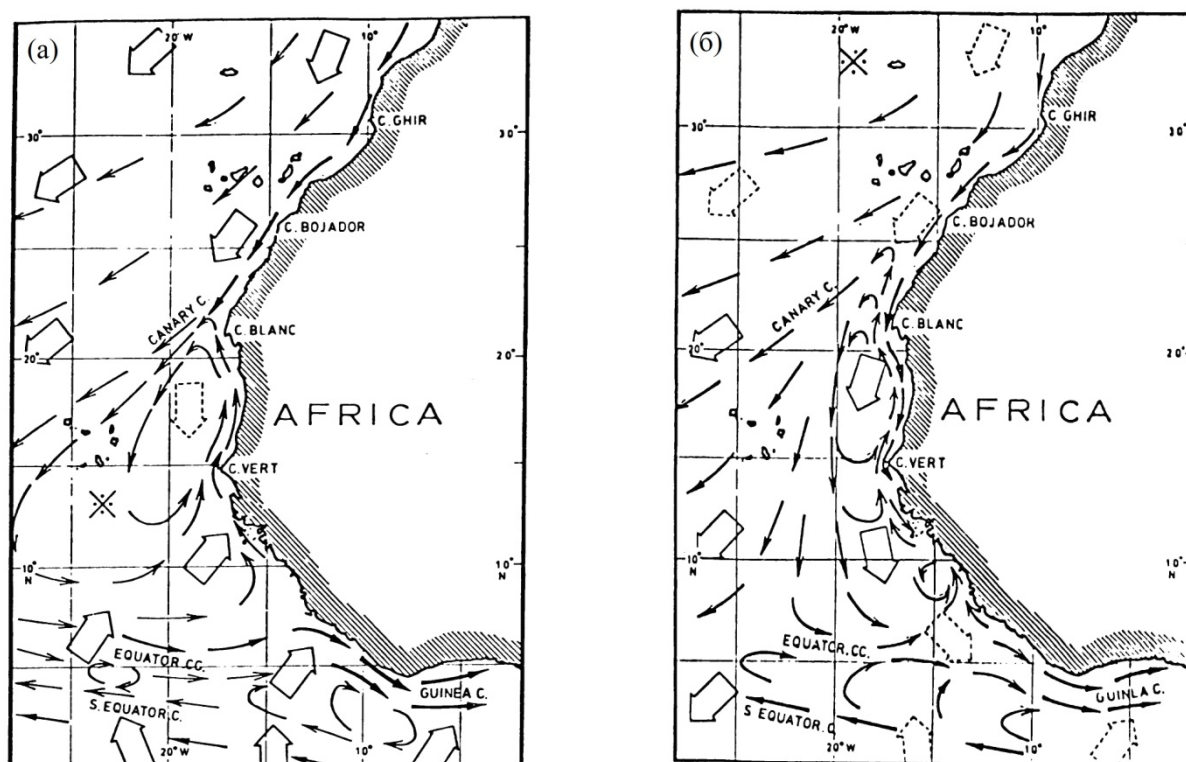 (а)
20° W
10°
C. GHIR
30°
30°
C. BOJADOR
CANARY C.
C. BLANC
20°
20°
AFRICA
C. VERT
10°
N
10°
N
EQUATOR. CC.
GUINEA C.
S. EQUATOR. C.
20° W
10°
(б)
20° W
10°
C. GHIR
30°
30°
C. BOJADOR
CANARY C.
C. BLANC
20°
20°
AFRICA
C. VERT
10°
N
10°
N
EQUATOR. CC.
GUINLA C.
S EQUATOR. C.
20° W
10°